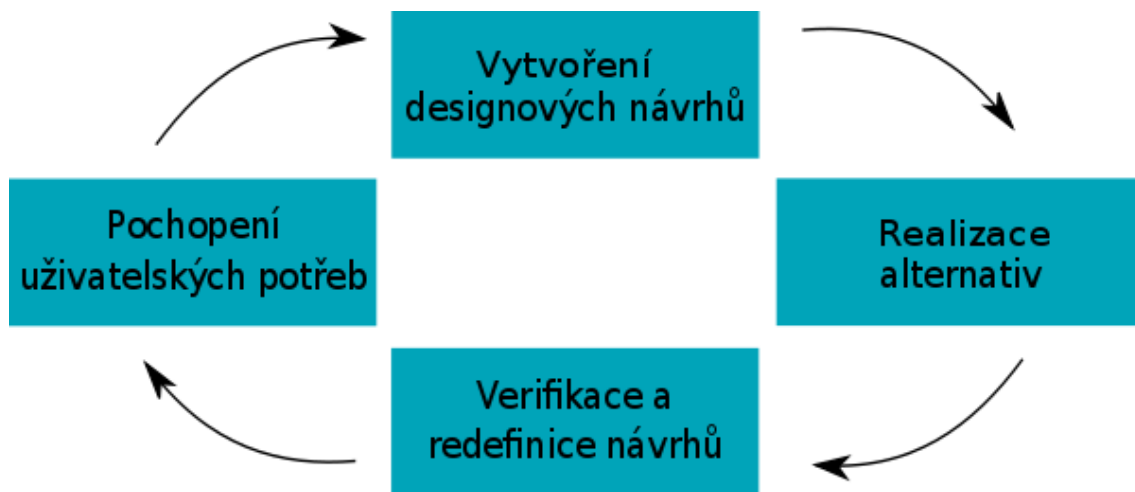 Vytvoření
designových návrhů
Pochopení
uživatelských potřeb
Realizace
alternativ
Verifikace a
redefinice návrhů